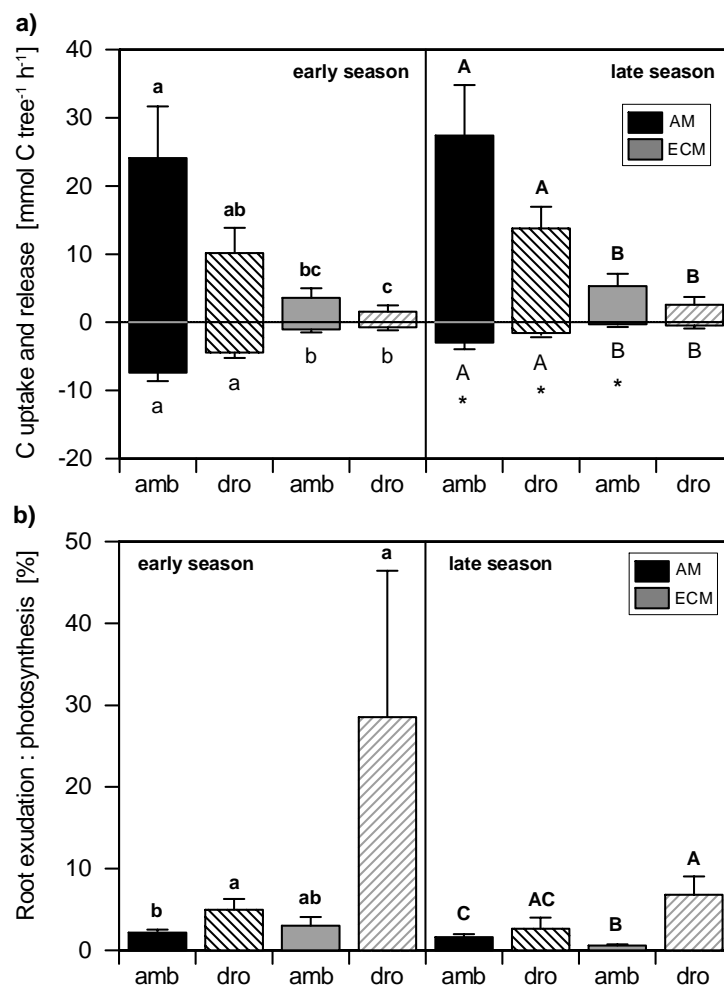 a)
C uptake and release [mmol C tree⁻¹ h⁻¹]
40
30
20
10
0
-10
-20
early season
late season
AM
ECM
a
ab
bc
c
A
A
B
B
a
a
b
b
A
A
B
B
*
*
*
amb
dro
amb
dro
amb
dro
amb
dro
b)
Root exudation : photosynthesis [%]
50
40
30
20
10
0
early season
late season
AM
ECM
b
a
ab
a
C
AC
B
A
amb
dro
amb
dro
amb
dro
amb
dro